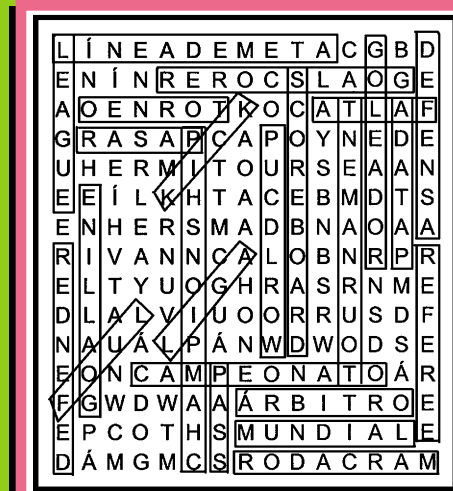 L Í N E A D E M E T A C G B D
E N Í N R E R O C S L A O G E
A O E N R O T K O C A T L A F
G R A S A P C A P O Y N E D E
U H E R M I T O U R S E A A N
E E Í L K H T A C E B M D T S
E N H E R S M A D B N A O A A
R I V A N N C A L O B N R P R
E L T Y U O G H R A S R N M E
D L A L V I U O O R R U S D F
N A U Á L P Á N W D W O D S E
E O N C A M P E O N A T O Á R
F G W D W A A Á R B I T R O E
E P C O T H S M U N D I A L E
D Á M G M C S R O D A C R A M